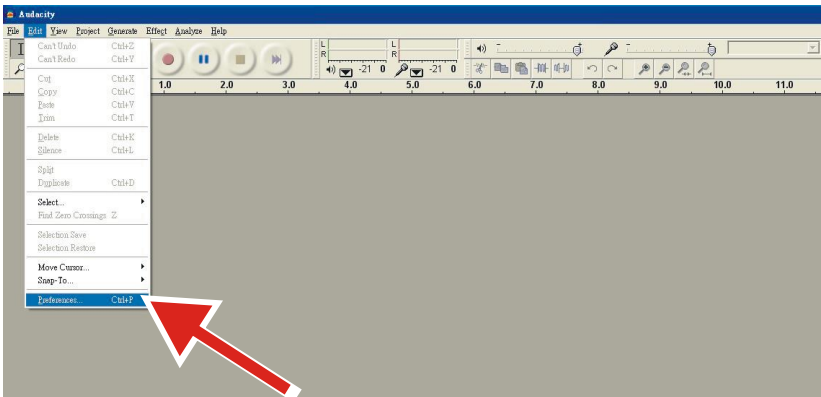 Audacity
File Edit View Project Generate Effect Analyze Help
Can't Undo Ctrl+Z
Can't Redo Ctrl+Y
Cut Ctrl+X
Copy Ctrl+C
Paste Ctrl+V
Trim Ctrl+T
Delete Ctrl+K
Silence Ctrl+L
Split
Duplicate Ctrl+D
Select...
Find Zero Crossings Z
Selection Save
Selection Restore
Move Cursor...
Snap-To...
Preferences... Ctrl+P
L L
R R
-21 0 -21 0
1.0 2.0 3.0 4.0 5.0 6.0 7.0 8.0 9.0 10.0 11.0